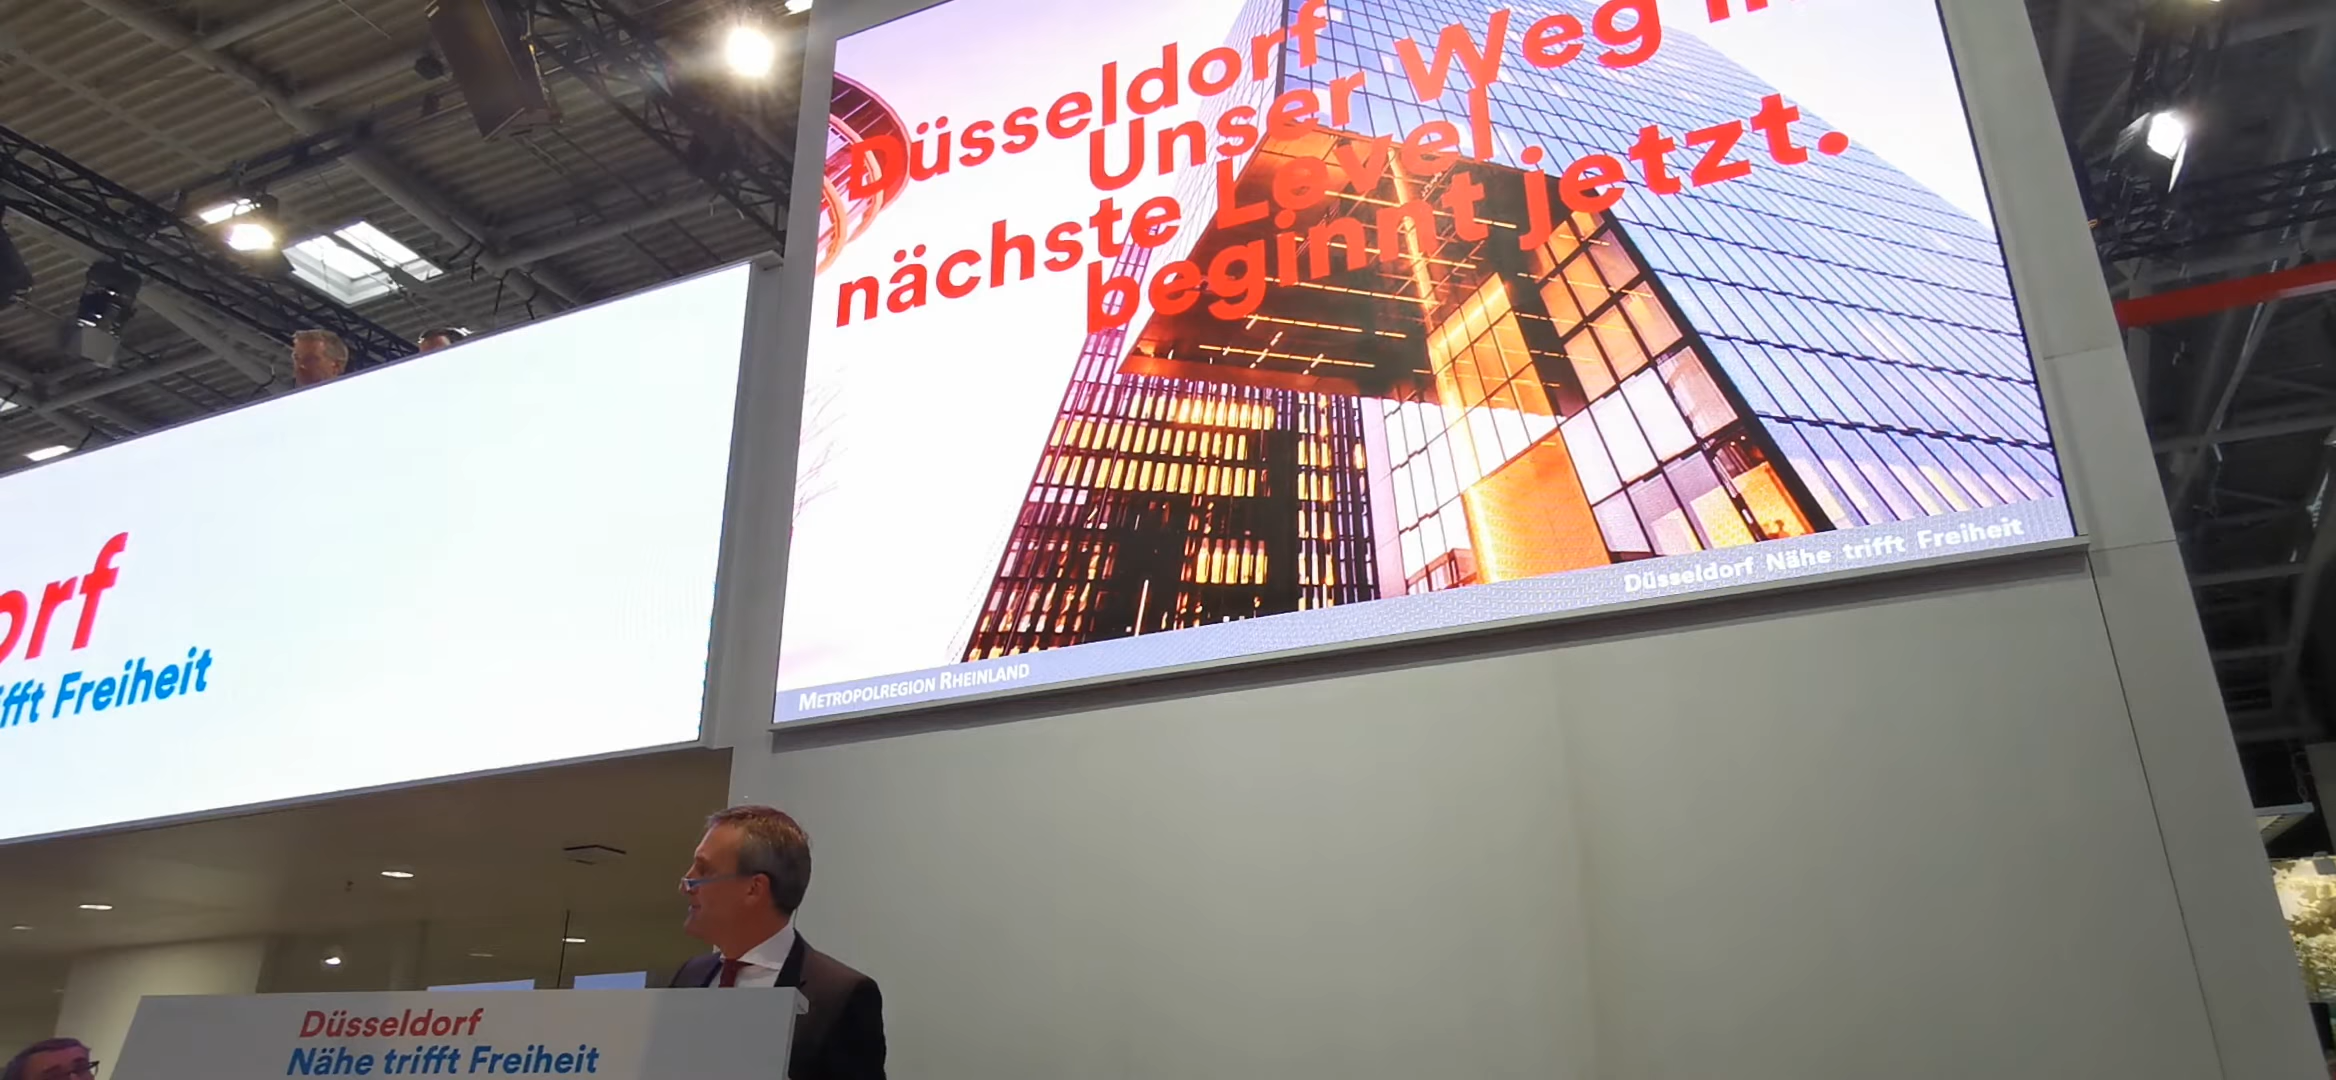 Düsseldorf
Unser Weg
nächste Level
beginnt jetzt.
Düsseldorf Nähe trifft Freiheit
METROPOLREGION RHEINLAND
orf
ifft Freiheit
Düsseldorf
Nähe trifft Freiheit